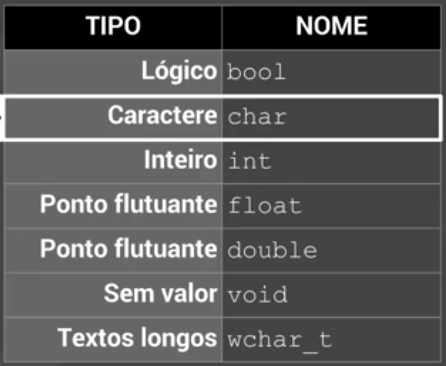 TIPO NOME
Lógico bool
Caractere char
Inteiro int
Ponto flutuante float
Ponto flutuante double
Sem valor void
Textos longos wchar_t